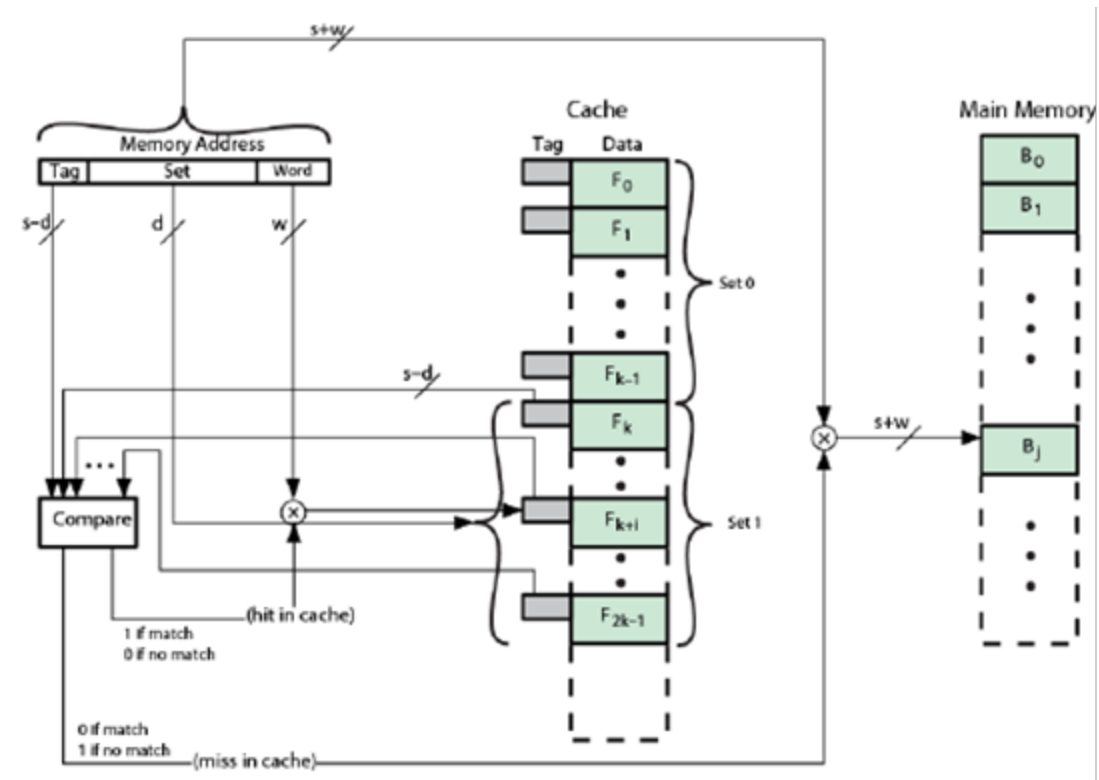 s+w
Cache
Main Memory
Memory Address
Tag Data
Tag Set Word
F0
B0
F1
B1
s–d
d
w
Set 0
Fk–1
s–d
Fk
s+w
Bj
Compare
Fk+i
Set 1
(hit in cache)
F2k–1
1 if match
0 if no match
0 if match
1 if no match
(miss in cache)